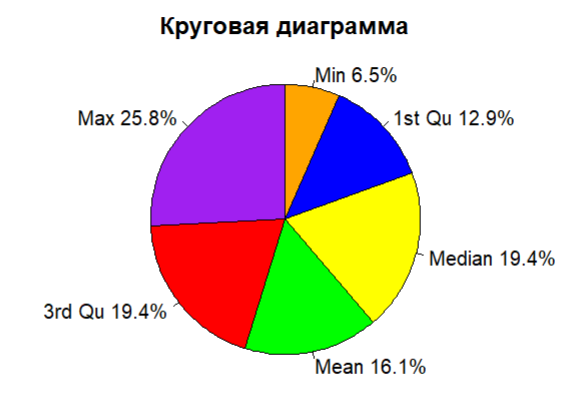 Круговая диаграмма
Min 6.5%
Max 25.8%
1st Qu 12.9%
Median 19.4%
3rd Qu 19.4%
Mean 16.1%